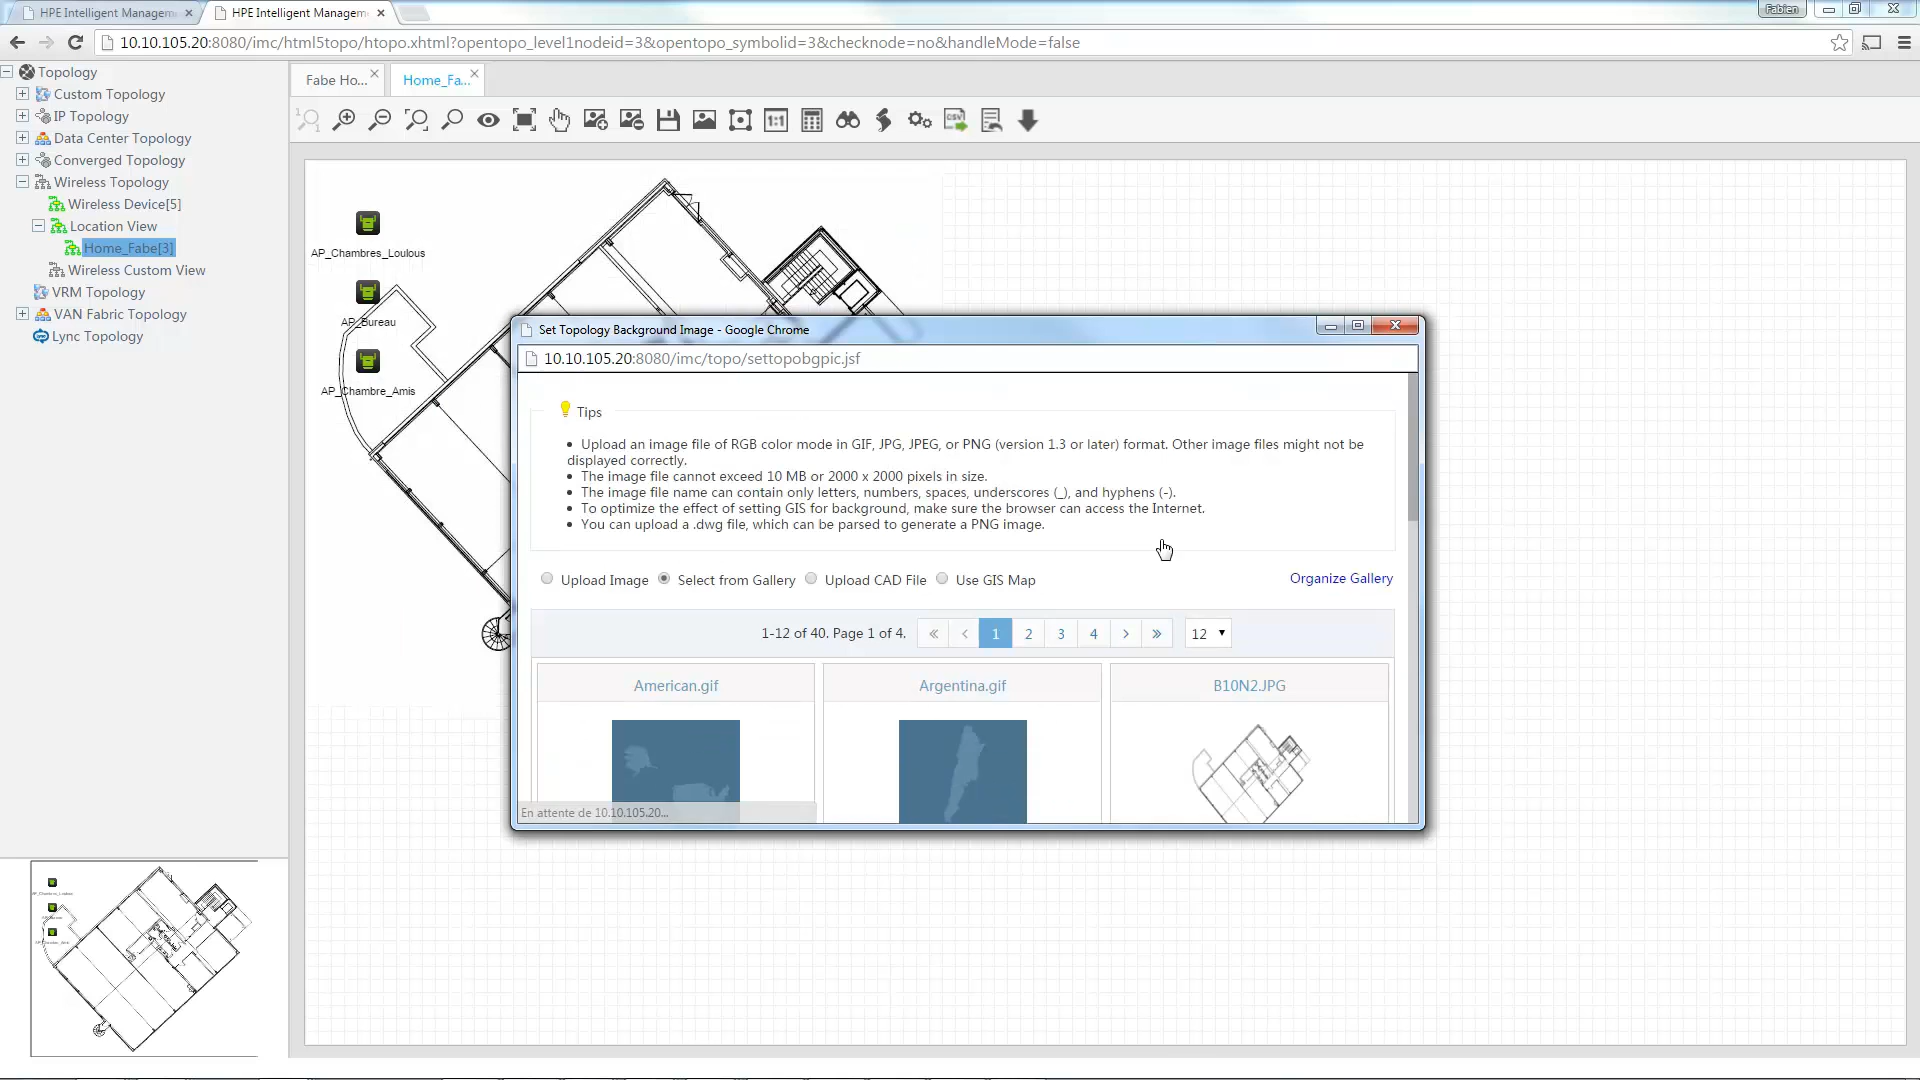 HPE Intelligent Managem
HPE Intelligent Managem
Fabien
10.10.105.20:8080/imc/html5topo/htopo.xhtml?opentopo_level1nodeid=3&opentopo_symbolid=3&checknode=no&handleMode=false
Topology
Custom Topology
IP Topology
Data Center Topology
Converged Topology
Wireless Topology
Wireless Device[5]
Location View
Home_Fabe[3]
Wireless Custom View
VRM Topology
VAN Fabric Topology
Lync Topology
Fabe Ho...
Home_Fa...
1:1
CSV
AP_Chambres_Loulous
AP_Bureau
AP_Chambre_Amis
Set Topology Background Image - Google Chrome
10.10.105.20:8080/imc/topo/settopobgpic.jsf
Tips
Upload an image file of RGB color mode in GIF, JPG, JPEG, or PNG (version 1.3 or later) format. Other image files might not be
displayed correctly.
The image file cannot exceed 10 MB or 2000 x 2000 pixels in size.
The image file name can contain only letters, numbers, spaces, underscores (_), and hyphens (-).
To optimize the effect of setting GIS for background, make sure the browser can access the Internet.
You can upload a .dwg file, which can be parsed to generate a PNG image.
Upload Image Select from Gallery Upload CAD File Use GIS Map Organize Gallery
1-12 of 40. Page 1 of 4. « < 1 2 3 4 > » 12
American.gif Argentina.gif B10N2.JPG
En attente de 10.10.105.20...